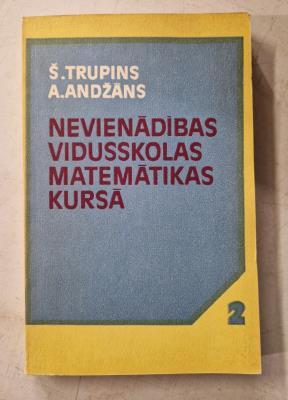 Š.TRUPINS
A.ANDŽĀNS
NEVIENĀDĪBAS
VIDUSSKOLAS
MATEMĀTIKAS
KURSĀ
2